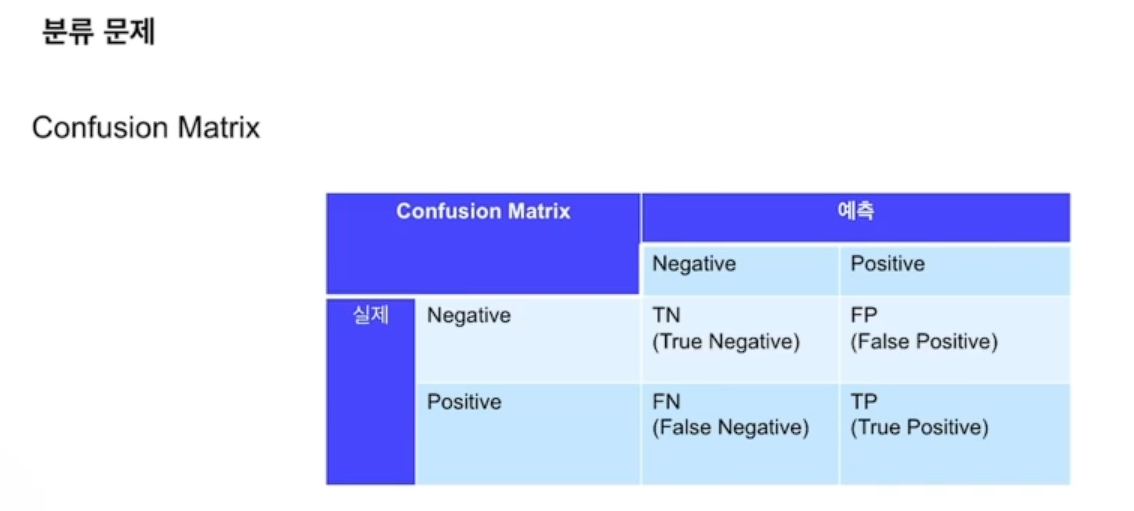 분류 문제
Confusion Matrix
Confusion Matrix
예측
Negative
Positive
실제
Negative
TN
(True Negative)
FP
(False Positive)
Positive
FN
(False Negative)
TP
(True Positive)